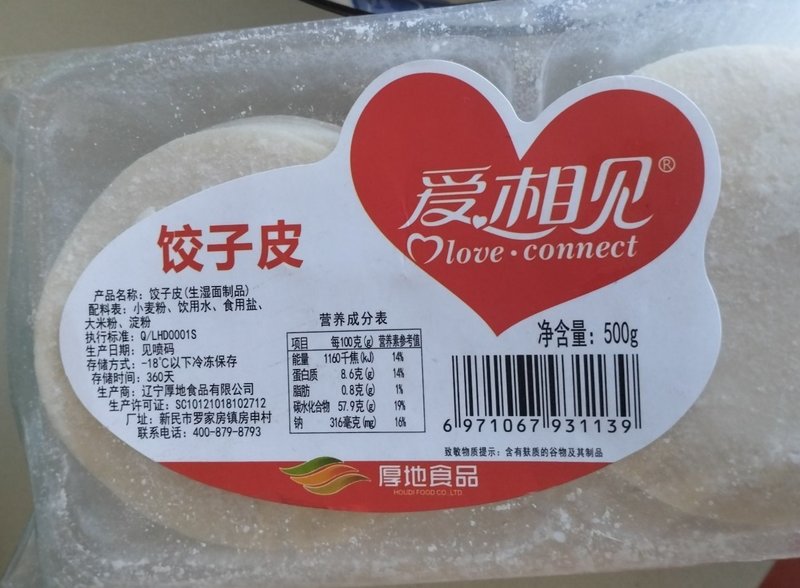 爱相见®
love·connect
饺子皮
产品名称：饺子皮(生湿面制品)
配料表：小麦粉、饮用水、食用盐、
大米粉、淀粉
执行标准：Q/LHD0001S
生产日期：见喷码
存储方式：-18℃以下冷冻保存
存储时间：360天
生产商：辽宁厚地食品有限公司
生产许可证：SC10121018102712
厂址：新民市罗家房镇房申村
联系电话：400-879-8793
营养成分表
项目 每100克(g) 营养素参考值
能量 1160千焦(kJ) 14%
蛋白质 8.6克(g) 14%
脂肪 0.8克(g) 1%
碳水化合物 57.9克(g) 19%
钠 316毫克(mg) 16%
净含量：500g
6 971067 931139
致敏物质提示：含有麸质的谷物及其制品
厚地食品
HOUDI FOOD CO.,LTD